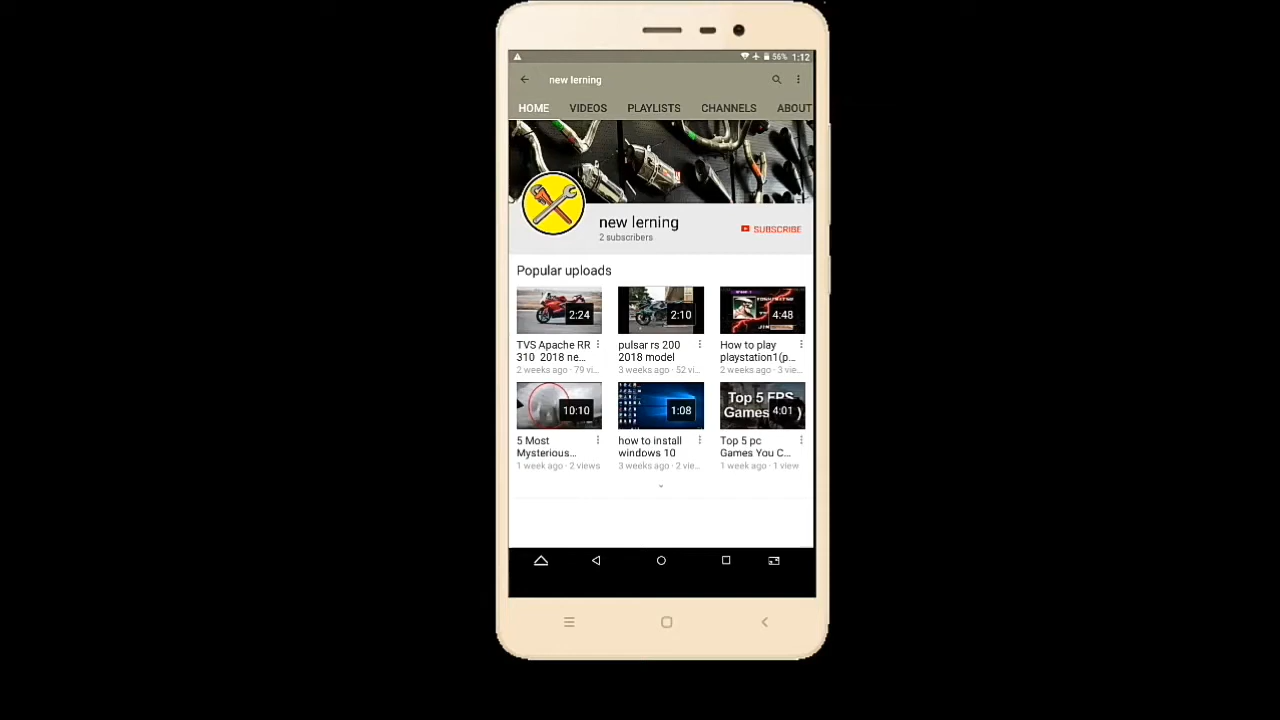 56% 1:12
new lerning
HOME VIDEOS PLAYLISTS CHANNELS ABOUT
new lerning
2 subscribers
SUBSCRIBE
Popular uploads
2:24
2:10
4:48
TVS Apache RR
310 2018 ne...
2 weeks ago · 79 vi...
pulsar rs 200
2018 model
3 weeks ago · 52 vi...
How to play
playstation1(p...
2 weeks ago · 3 vie...
10:10
1:08
Top 5 FPS
Games )
4:01
5 Most
Mysterious...
1 week ago · 2 views
how to install
windows 10
3 weeks ago · 2 vie...
Top 5 pc
Games You C...
1 week ago · 1 view